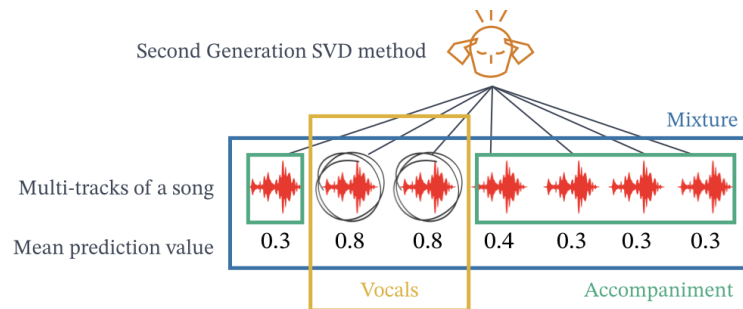 Second Generation SVD method
Mixture
Multi-tracks of a song
Mean prediction value
0.3 0.8 0.8 0.4 0.3 0.3 0.3
Vocals
Accompaniment